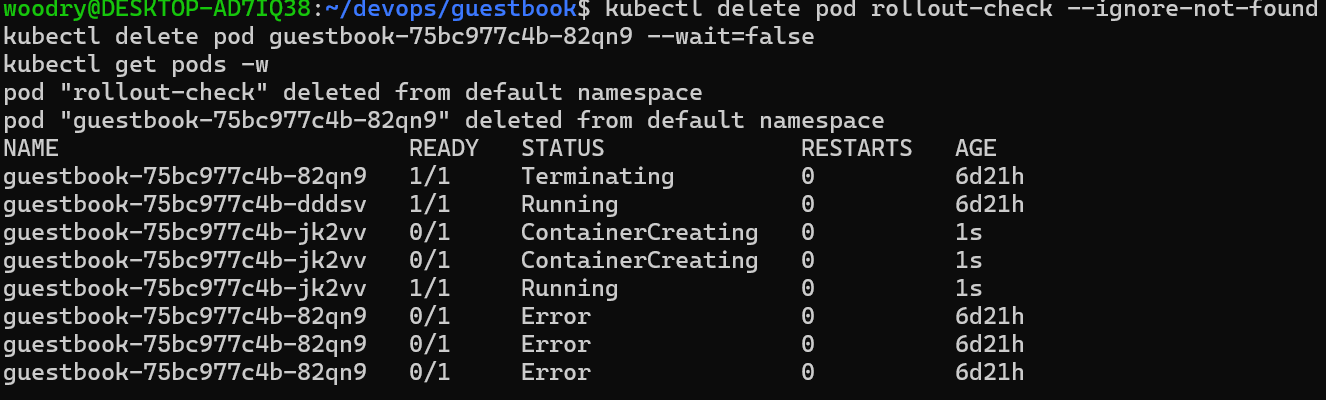 woodry@DESKTOP-AD7IQ38:~/devops/guestbook$ kubectl delete pod rollout-check --ignore-not-found
kubectl delete pod guestbook-75bc977c4b-82qn9 --wait=false
kubectl get pods -w
pod "rollout-check" deleted from default namespace
pod "guestbook-75bc977c4b-82qn9" deleted from default namespace
NAME READY STATUS RESTARTS AGE
guestbook-75bc977c4b-82qn9 1/1 Terminating 0 6d21h
guestbook-75bc977c4b-dddsv 1/1 Running 0 6d21h
guestbook-75bc977c4b-jk2vv 0/1 ContainerCreating 0 1s
guestbook-75bc977c4b-jk2vv 0/1 ContainerCreating 0 1s
guestbook-75bc977c4b-jk2vv 1/1 Running 0 1s
guestbook-75bc977c4b-82qn9 0/1 Error 0 6d21h
guestbook-75bc977c4b-82qn9 0/1 Error 0 6d21h
guestbook-75bc977c4b-82qn9 0/1 Error 0 6d21h